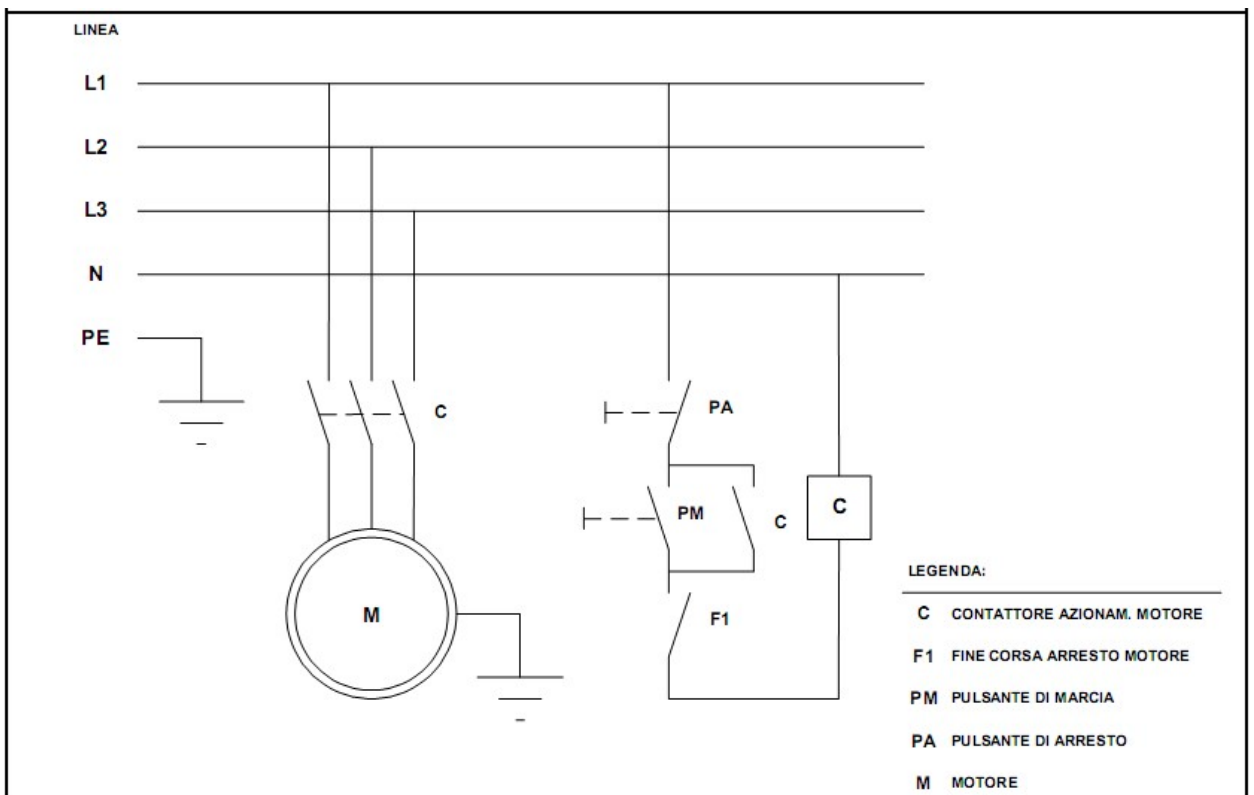 LINEA
L1
L2
L3
N
PE
C
PA
PM
C
C
F1
M
LEGENDA:
C CONTATTORE AZIONAM. MOTORE
F1 FINE CORSA ARRESTO MOTORE
PM PULSANTE DI MARCIA
PA PULSANTE DI ARRESTO
M MOTORE